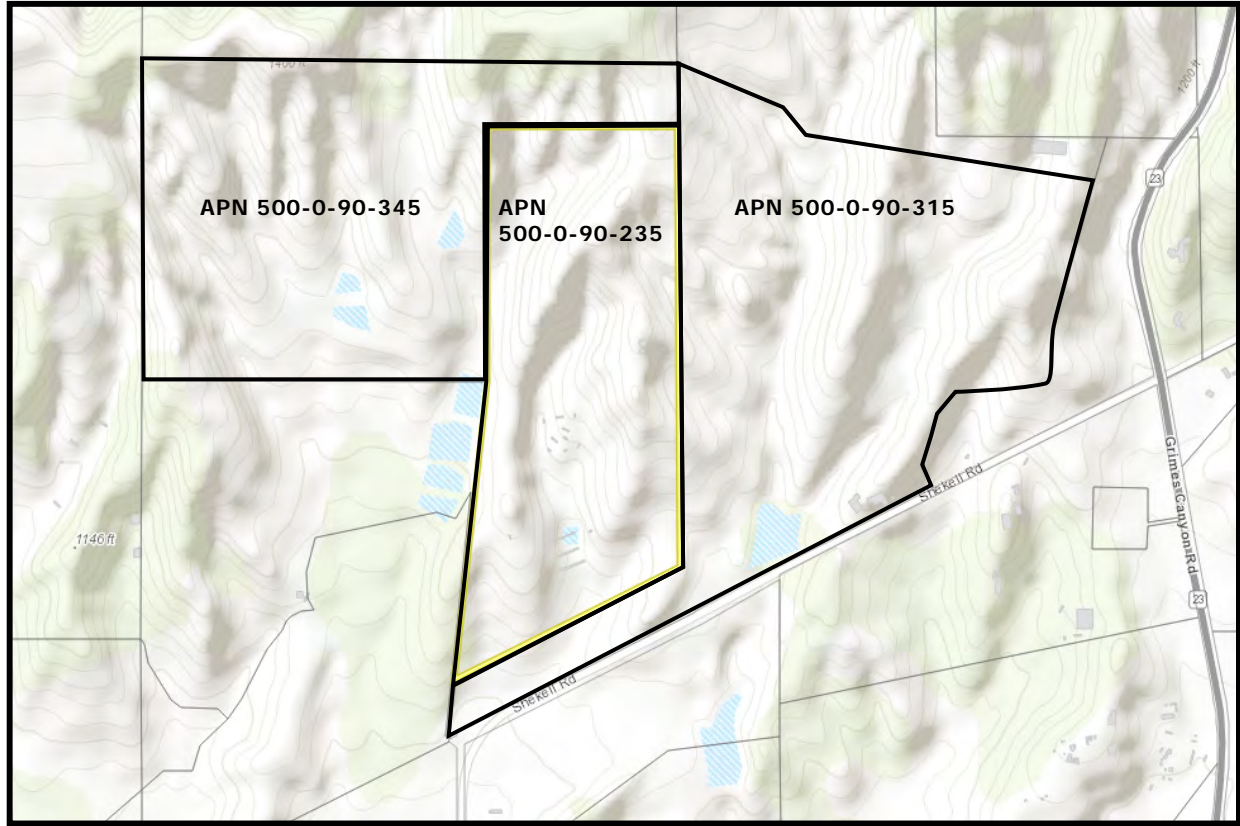 1400 ft
1200 ft
23
APN 500-0-90-345
APN
500-0-90-235
APN 500-0-90-315
Shekell Rd
Grimes Canyon Rd
1146 ft
23
Shekell Rd